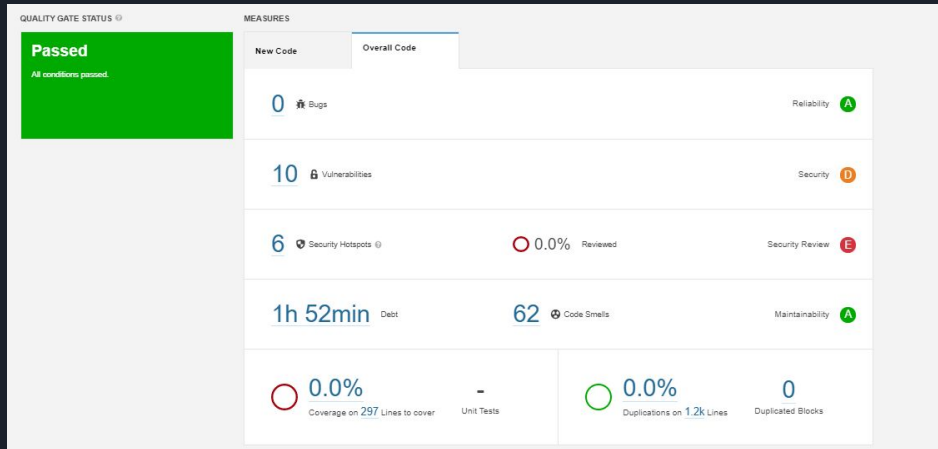 QUALITY GATE STATUS
MEASURES
Passed
All conditions passed.
New Code
Overall Code
0 Bugs
Reliability A
10 Vulnerabilities
Security D
6 Security Hotspots
0.0% Reviewed
Security Review E
1h 52min Debt
62 Code Smells
Maintainability A
0.0%
Coverage on 297 Lines to cover
-
Unit Tests
0.0%
Duplications on 1.2k Lines
0
Duplicated Blocks